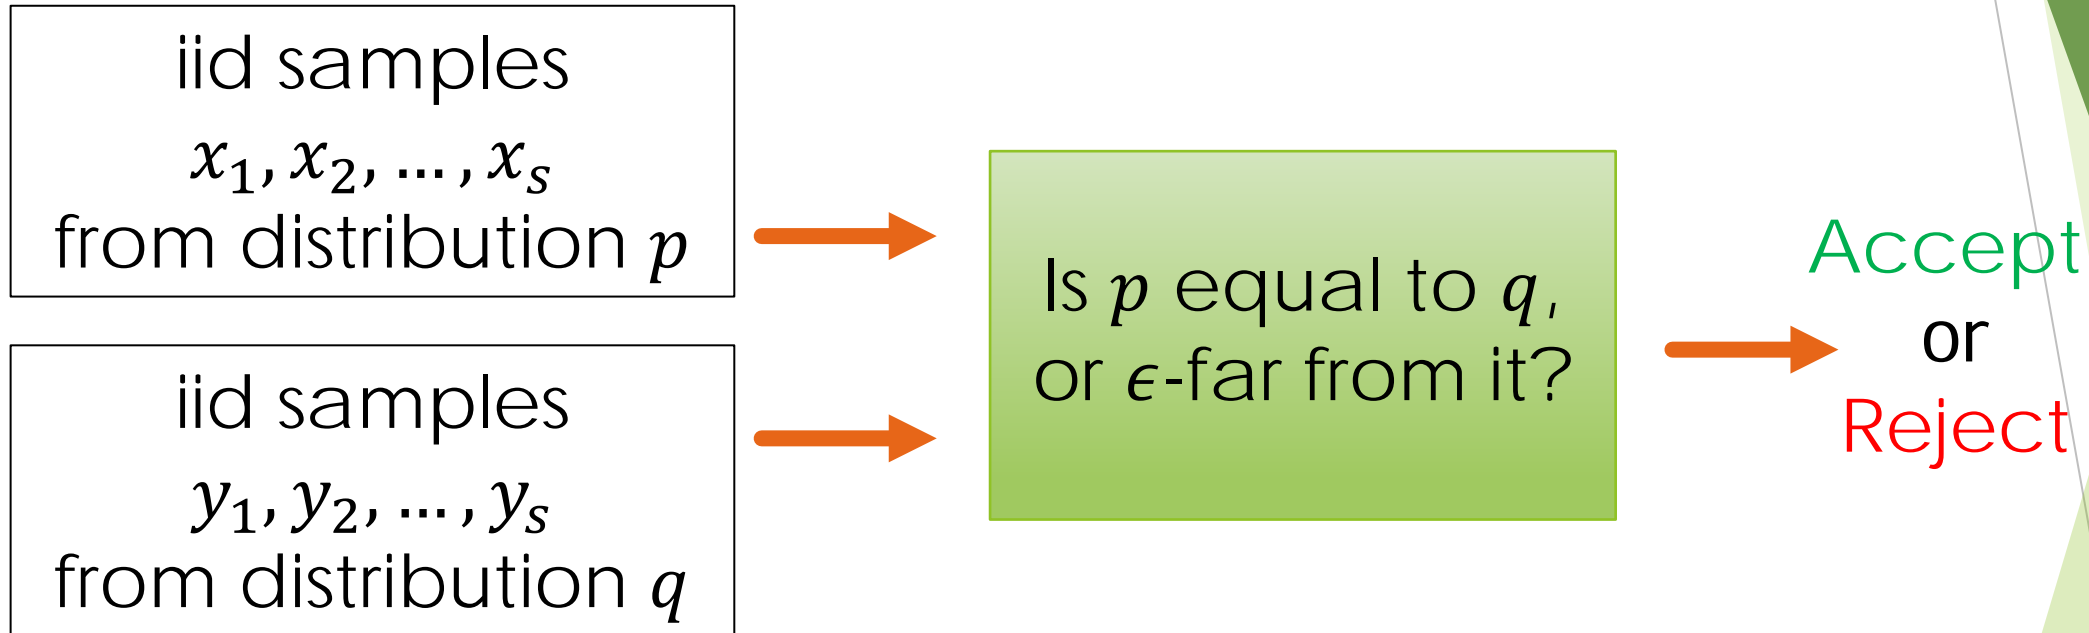 iid samples
x₁, x₂, … , xₛ
from distribution p
iid samples
y₁, y₂, … , yₛ
from distribution q
Is p equal to q,
or ϵ-far from it?
Accept
or
Reject